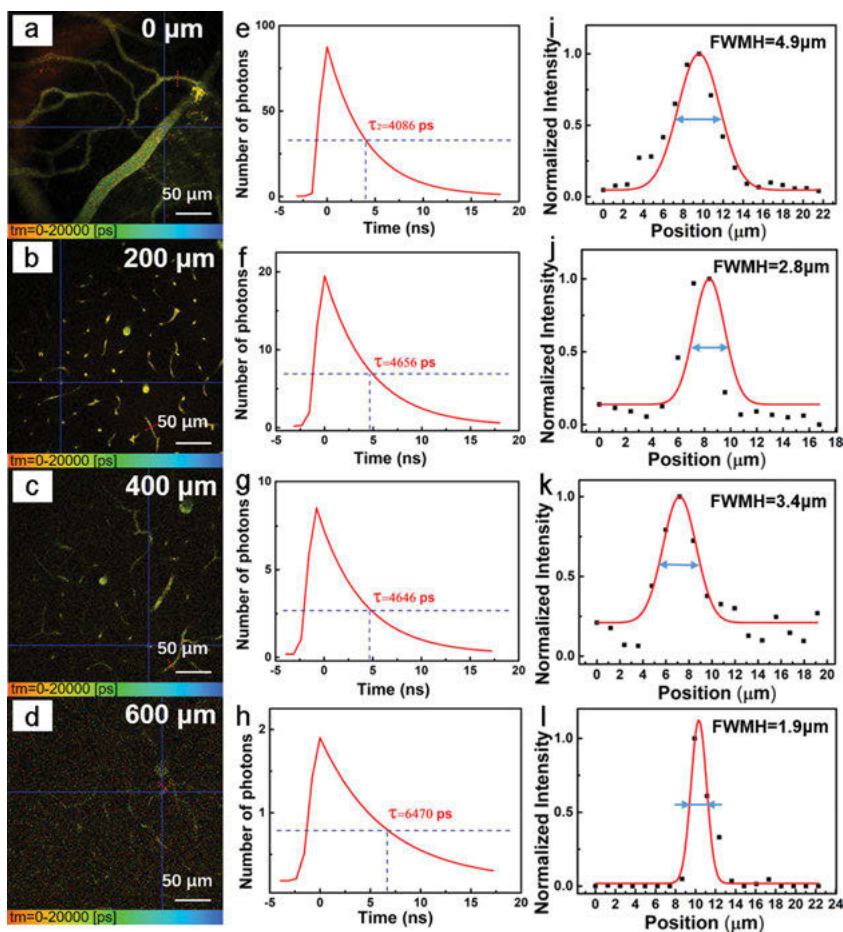 a
0 μm
50 μm
tm=0-20000 [ps]
e
Number of photons
100
75
50
25
0
τ₂=4086 ps
-5 0 5 10 15 20
Time (ns)
i
Normalized Intensity
FWMH=4.9μm
1.0
0.5
0.0
0 2 4 6 8 10 12 14 16 18 20 22
Position (μm)
b
200 μm
50 μm
tm=0-20000 [ps]
f
Number of photons
20
15
10
5
0
τ=4656 ps
-5 0 5 10 15 20
Time (ns)
j
Normalized Intensity
FWMH=2.8μm
1.0
0.5
0.0
0 2 4 6 8 10 12 14 16 18
Position (μm)
c
400 μm
50 μm
tm=0-20000 [ps]
g
Number of photons
10
5
0
τ=4646 ps
-5 0 5 10 15 20
Time (ns)
k
Normalized Intensity
FWMH=3.4μm
1.0
0.5
0.0
0 2 4 6 8 10 12 14 16 18 20
Position (μm)
d
600 μm
50 μm
tm=0-20000 [ps]
h
Number of photons
2
1
τ=6470 ps
-5 0 5 10 15 20
Time (ns)
l
Normalized Intensity
FWMH=1.9μm
1.0
0.5
0.0
0 2 4 6 8 10 12 14 16 18 20 22 24
Position (μm)